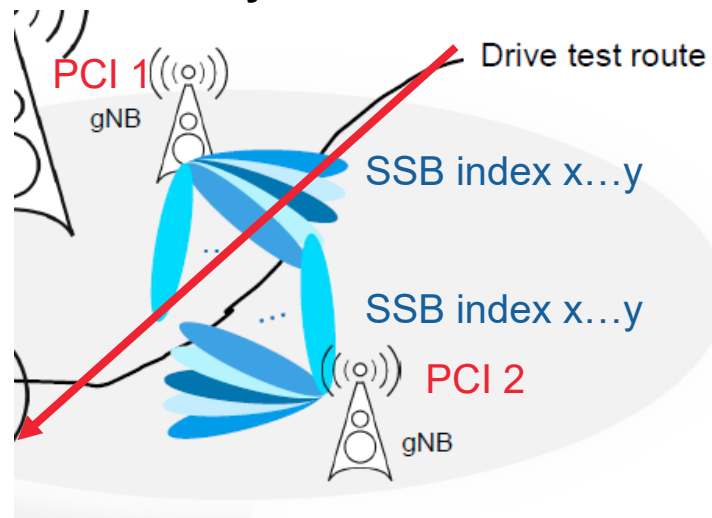 Drive test route
PCI 1
gNB
SSB index x…y
...
SSB index x…y
...
PCI 2
gNB